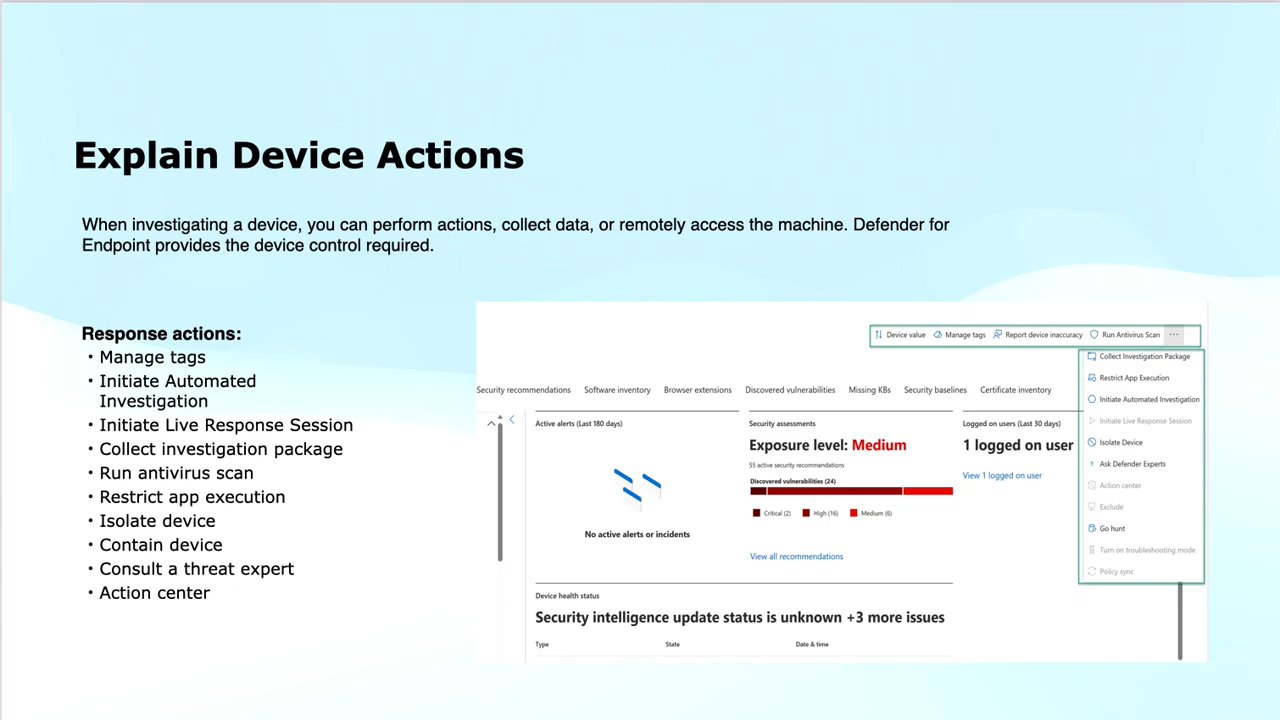 Explain Device Actions
When investigating a device, you can perform actions, collect data, or remotely access the machine. Defender for
Endpoint provides the device control required.
Response actions:
• Manage tags
• Initiate Automated
Investigation
• Initiate Live Response Session
• Collect investigation package
• Run antivirus scan
• Restrict app execution
• Isolate device
• Contain device
• Consult a threat expert
• Action center
Device value Manage tags Report device inaccuracy Run Antivirus Scan ...
Collect Investigation Package
Restrict App Execution
Initiate Automated Investigation
Initiate Live Response Session
Isolate Device
Ask Defender Experts
Action center
Exclude
Go hunt
Turn on troubleshooting mode
Policy sync
Security recommendations Software inventory Browser extensions Discovered vulnerabilities Missing KBs Security baselines Certificate inventory
Active alerts (Last 180 days)
No active alerts or incidents
Security assessments
Exposure level: Medium
55 active security recommendations
Discovered vulnerabilities (24)
Critical (2) High (16) Medium (6)
View all recommendations
Logged on users (Last 30 days)
1 logged on user
View 1 logged on user
Device health status
Security intelligence update status is unknown +3 more issues
Type State Date & time